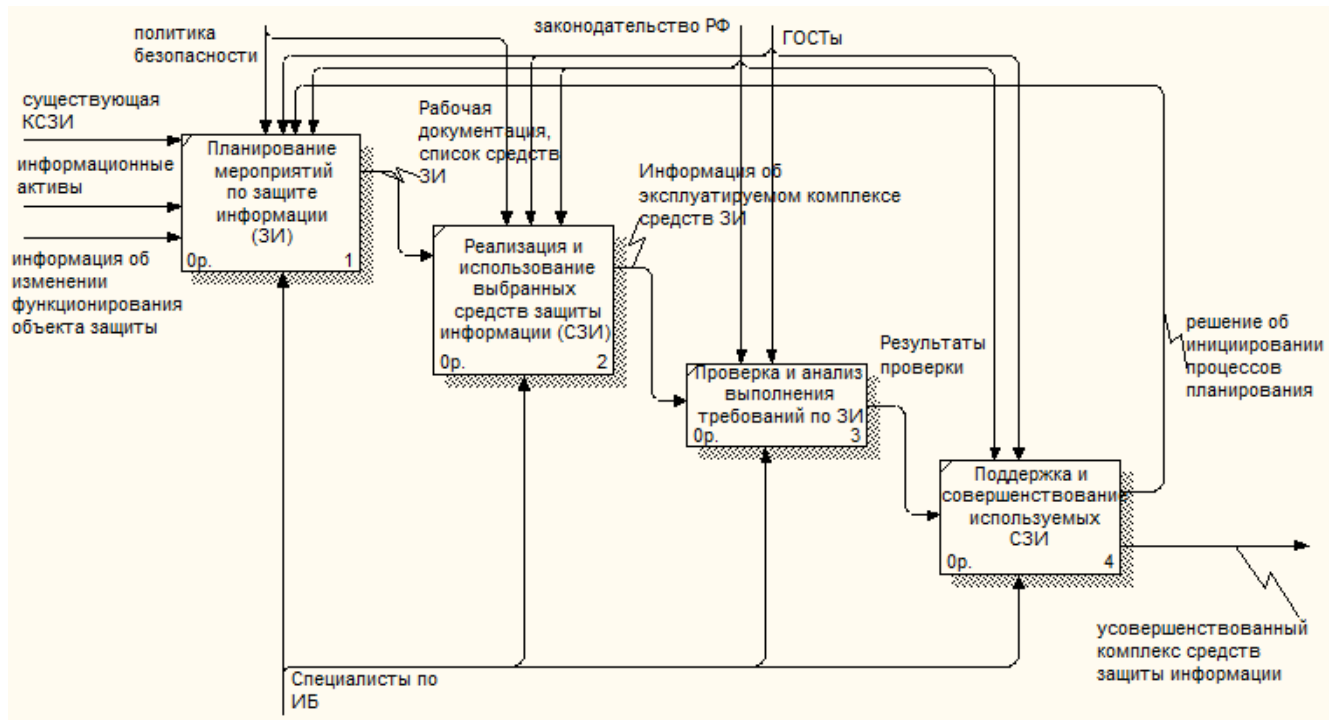 политика
безопасности
законодательство РФ
ГОСТы
существующая
КСЗИ
информационные
активы
информация об
изменении
функционирования
объекта защиты
Планирование
мероприятий
по защите
информации
(ЗИ)
0р. 1
Рабочая
документация,
список средств
ЗИ
Реализация и
использование
выбранных
средств защиты
информации (СЗИ)
0р. 2
Информация об
эксплуатируемом комплексе
средств ЗИ
Проверка и анализ
выполнения
требований по ЗИ
0р. 3
Результаты
проверки
Поддержка и
совершенствование
используемых
СЗИ
0р. 4
решение об
инициировании
процессов
планирования
усовершенствованный
комплекс средств
защиты информации
Специалисты по
ИБ